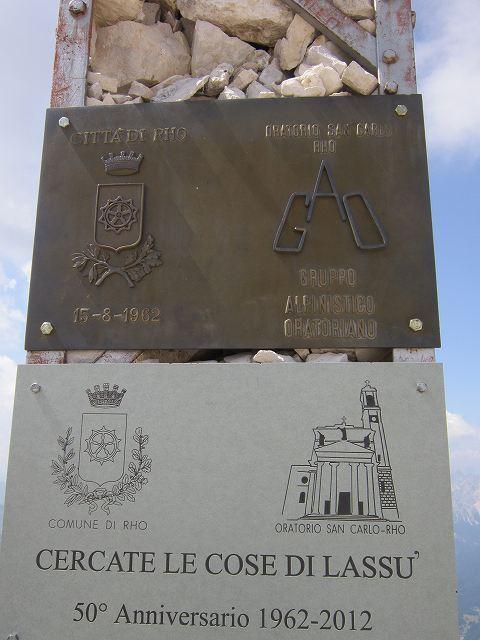 CITTÀ DI RHO
15-8-1962
ORATORIO SAN CARLO
RHO
GAO
GRUPPO
ALPINISTICO
ORATORIANO
COMUNE DI RHO
ORATORIO SAN CARLO-RHO
CERCATE LE COSE DI LASSU'
50° Anniversario 1962-2012